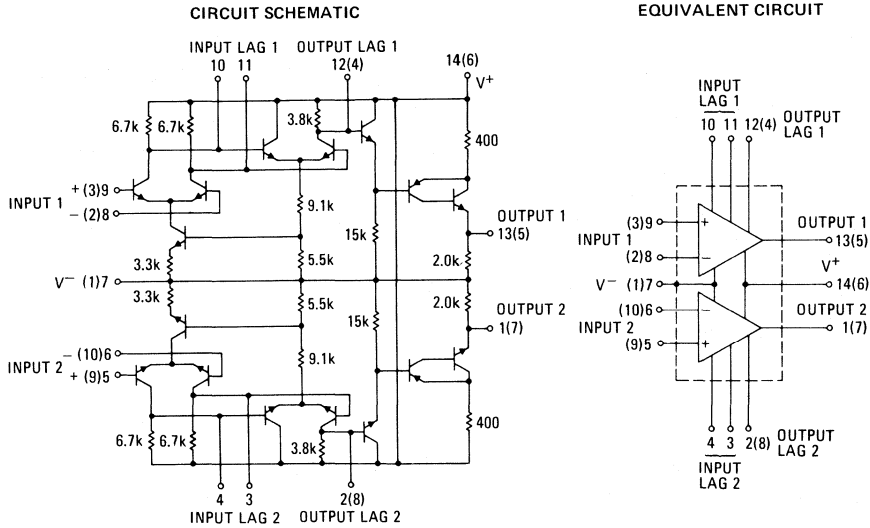 CIRCUIT SCHEMATIC
INPUT LAG 1
10 11
OUTPUT LAG 1
12(4)
14(6)
V+
6.7k
6.7k
3.8k
400
+ (3)9
INPUT 1
− (2)8
9.1k
15k
OUTPUT 1
13(5)
3.3k
5.5k
2.0k
V− (1)7
3.3k
5.5k
2.0k
15k
OUTPUT 2
1(7)
− (10)6
INPUT 2
+ (9)5
9.1k
6.7k
6.7k
3.8k
400
4 3
INPUT LAG 2
2(8)
OUTPUT LAG 2
EQUIVALENT CIRCUIT
INPUT
LAG 1
10 11 12(4)
OUTPUT
LAG 1
(3)9
+
INPUT 1
(2)8
−
OUTPUT 1
13(5)
V− (1)7
V+
14(6)
(10)6
−
INPUT 2
(9)5
+
OUTPUT 2
1(7)
4 3 2(8)
OUTPUT
LAG 2
INPUT
LAG 2